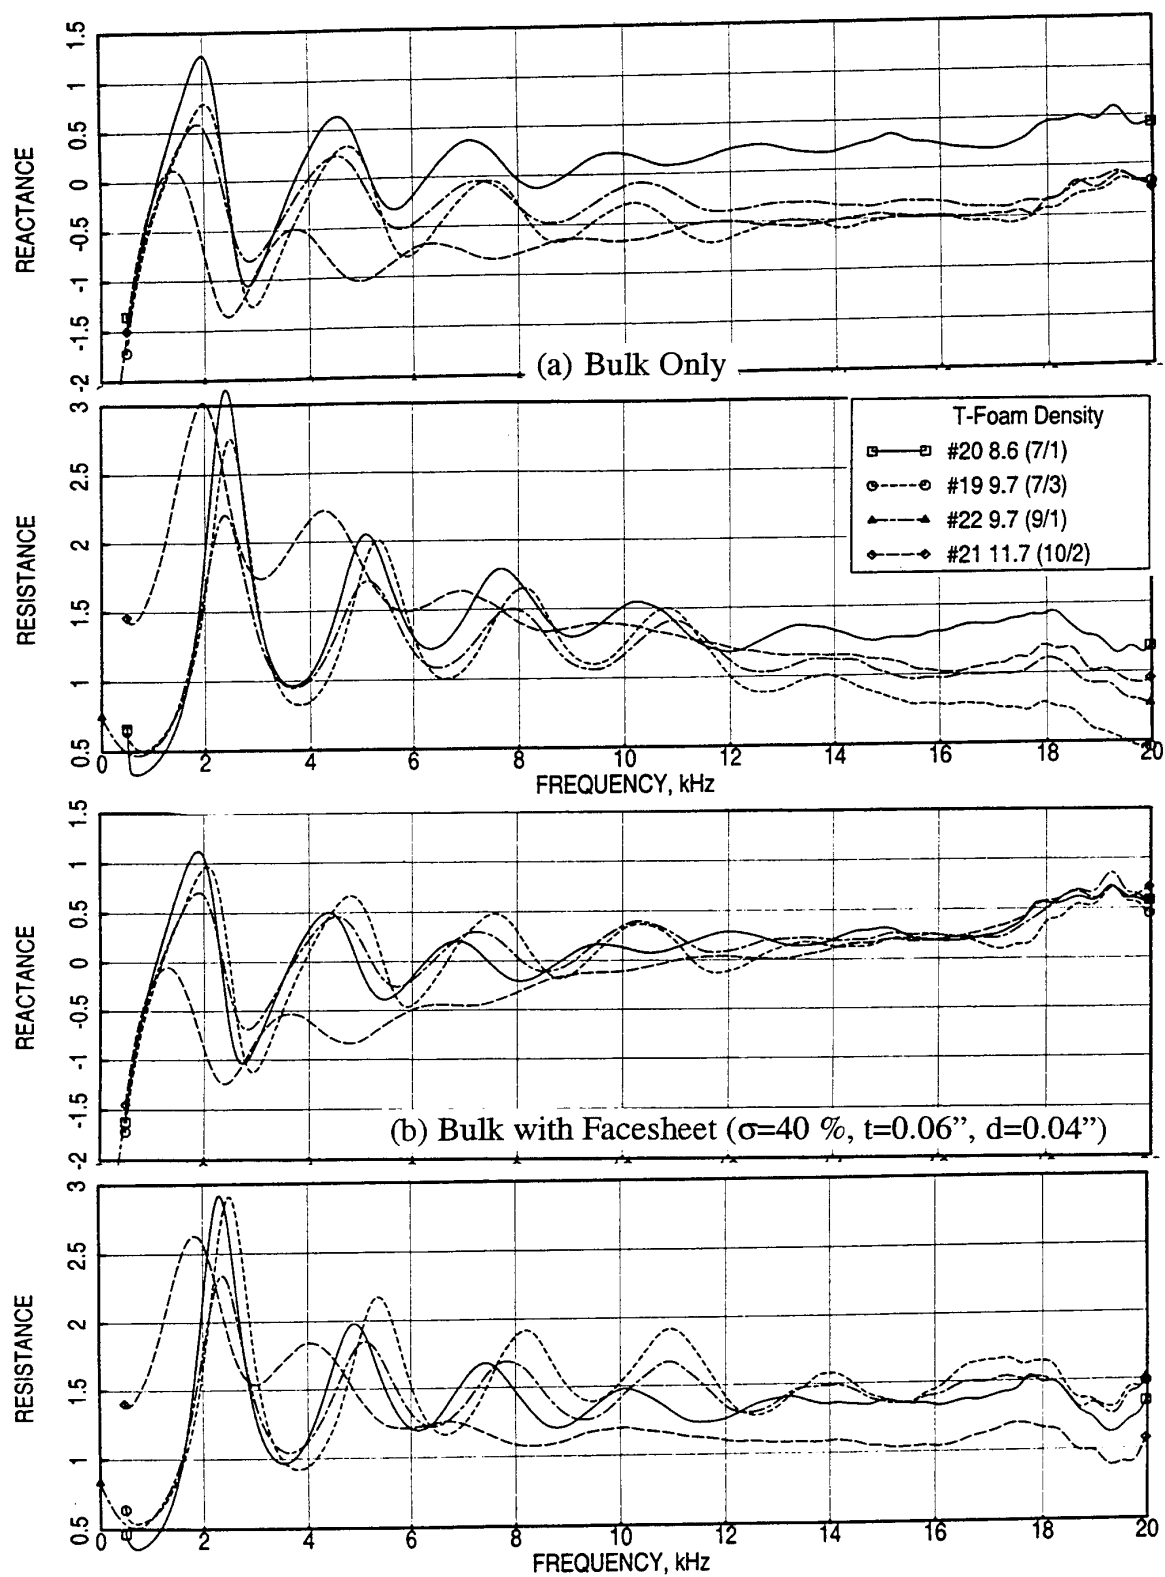 REACTANCE
1.5
1
0.5
0
-0.5
-1
-1.5
-2
(a) Bulk Only
RESISTANCE
3
2.5
2
1.5
1
0.5
T-Foam Density
#20 8.6 (7/1)
#19 9.7 (7/3)
#22 9.7 (9/1)
#21 11.7 (10/2)
0 2 4 6 8 10 12 14 16 18 20
FREQUENCY, kHz
REACTANCE
1.5
1
0.5
0
-0.5
-1
-1.5
-2
(b) Bulk with Facesheet (σ=40 %, t=0.06”, d=0.04”)
RESISTANCE
3
2.5
2
1.5
1
0.5
0 2 4 6 8 10 12 14 16 18 20
FREQUENCY, kHz